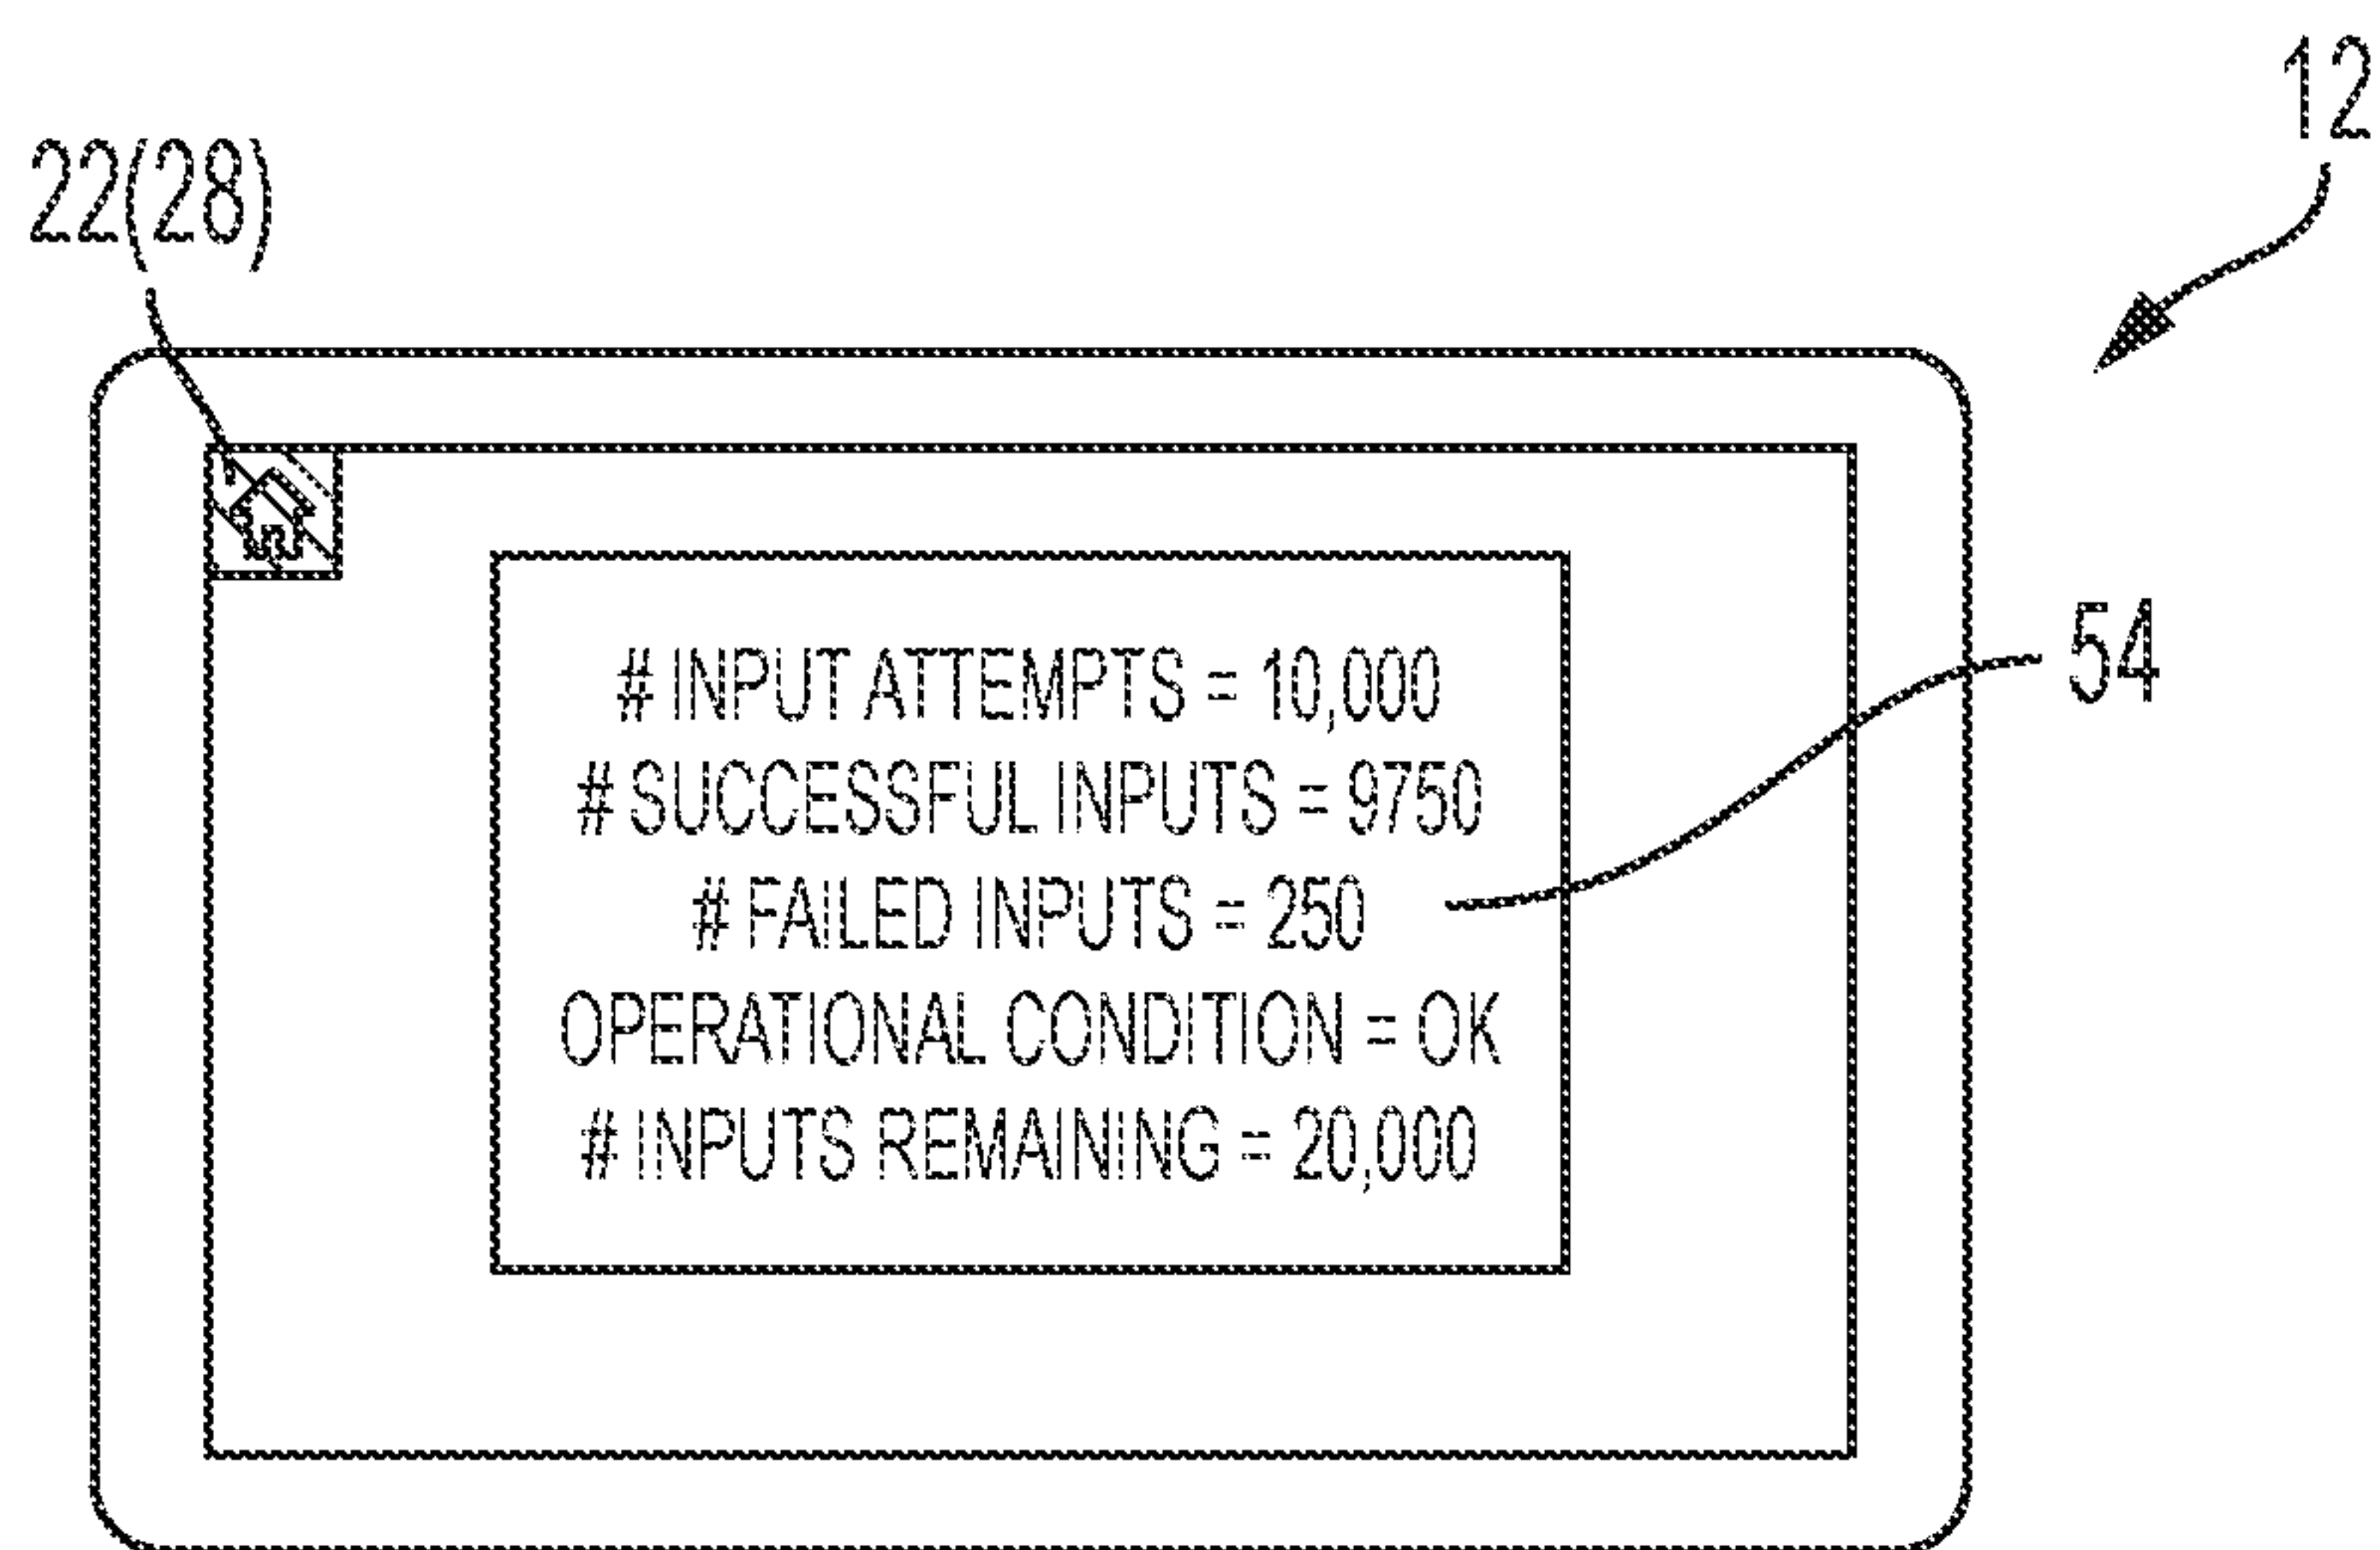 12
22(28)
54
# INPUT ATTEMPTS = 10,000
# SUCCESSFUL INPUTS = 9750
# FAILED INPUTS = 250
OPERATIONAL CONDITION = OK
# INPUTS REMAINING = 20,000